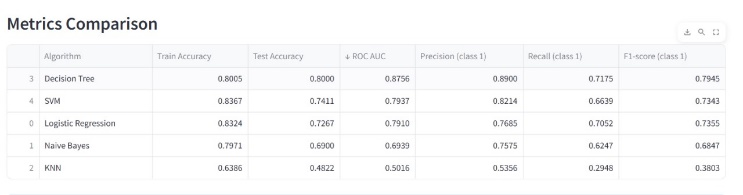 Metrics Comparison
Algorithm Train Accuracy Test Accuracy ↓ ROC AUC Precision (class 1) Recall (class 1) F1-score (class 1)
3 Decision Tree 0.8005 0.8000 0.8756 0.8900 0.7175 0.7945
4 SVM 0.8367 0.7411 0.7937 0.8214 0.6639 0.7343
0 Logistic Regression 0.8324 0.7267 0.7910 0.7685 0.7052 0.7355
1 Naive Bayes 0.7971 0.6900 0.6939 0.7575 0.6247 0.6847
2 KNN 0.6386 0.4822 0.5016 0.5356 0.2948 0.3803